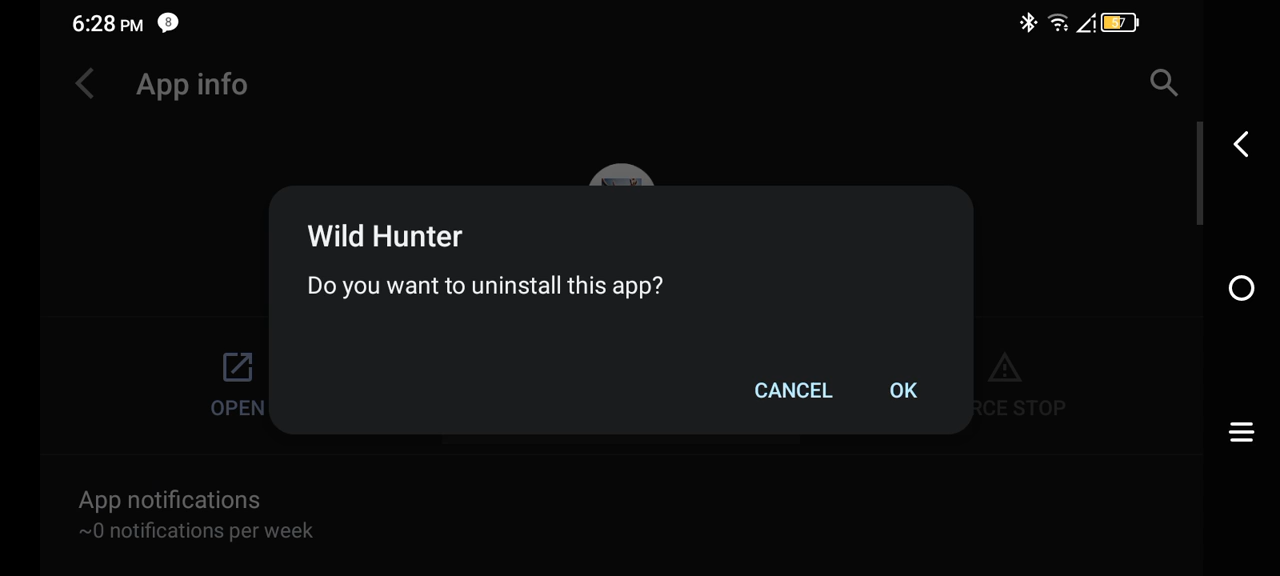 6:28 PM 8
57
App info
Wild Hunter
Do you want to uninstall this app?
CANCEL OK
OPEN
RCE STOP
App notifications
~0 notifications per week